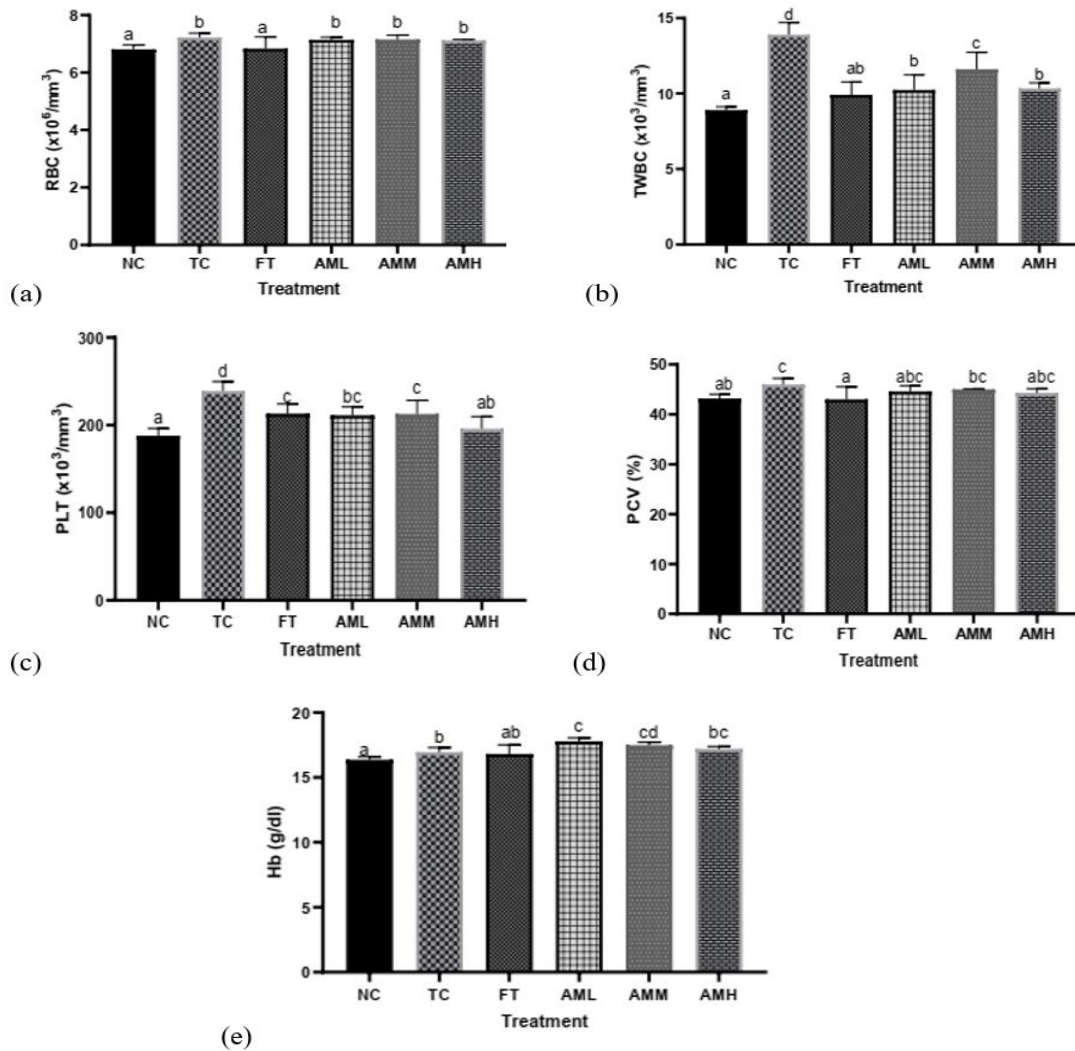 8
a b a b b b
6
4
2
0
RBC (x10⁶/mm³)
NC TC FT AML AMM AMH
Treatment
(a)
15
d
ab b c b
a
10
5
0
TWBC (x10³/mm³)
NC TC FT AML AMM AMH
Treatment
(b)
300
a d c bc c ab
200
100
0
PLT (x10³/mm³)
NC TC FT AML AMM AMH
Treatment
(c)
50
ab c a abc bc abc
40
30
20
10
0
PCV (%)
NC TC FT AML AMM AMH
Treatment
(d)
20
a b ab c cd bc
15
10
5
0
Hb (g/dl)
NC TC FT AML AMM AMH
Treatment
(e)